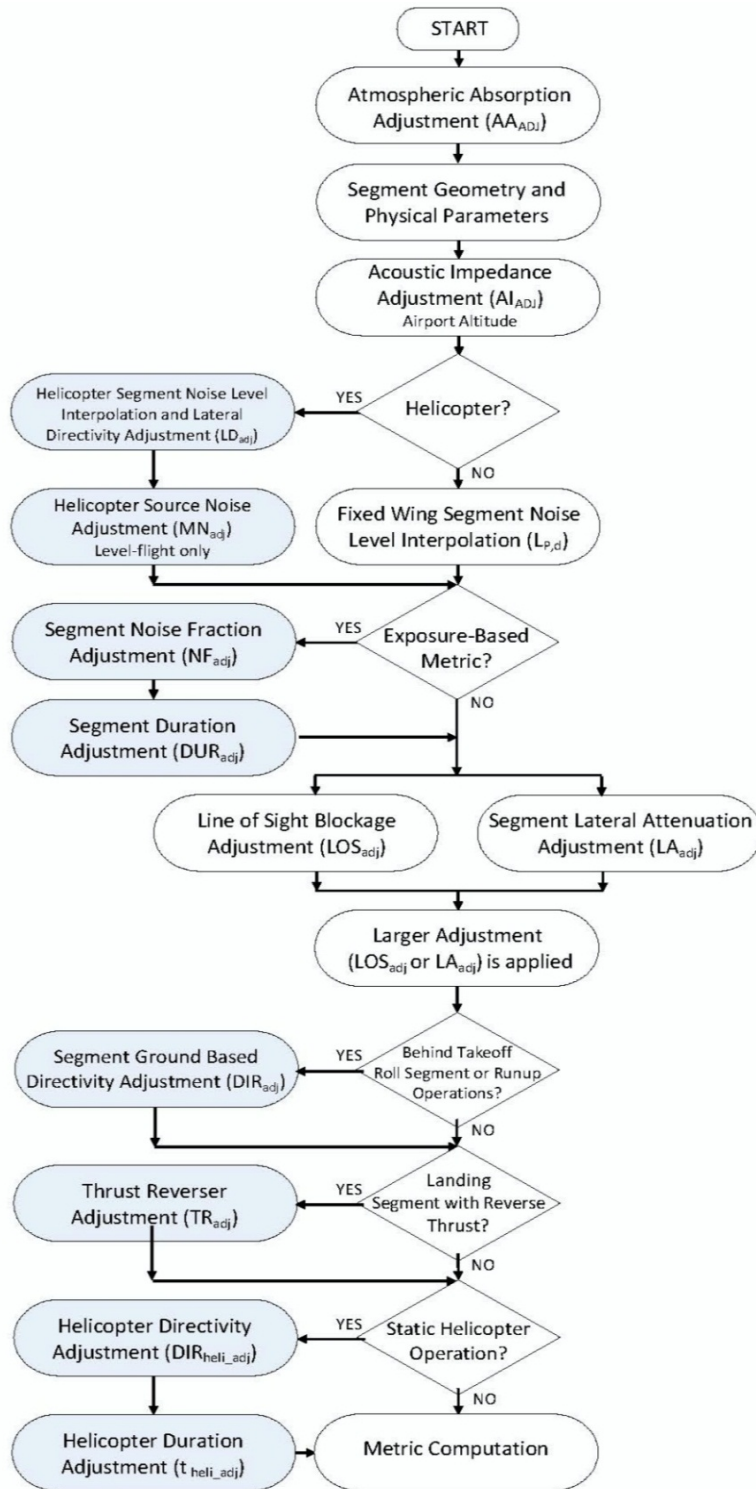 START
Atmospheric Absorption
Adjustment (AA_ADJ)
Segment Geometry and
Physical Parameters
Acoustic Impedance
Adjustment (AI_ADJ)
Airport Altitude
Helicopter?
YES
Helicopter Segment Noise Level
Interpolation and Lateral
Directivity Adjustment (LD_adj)
NO
Helicopter Source Noise
Adjustment (MN_adj)
Level-flight only
Fixed Wing Segment Noise
Level Interpolation (L_P,d)
Exposure-Based
Metric?
YES
Segment Noise Fraction
Adjustment (NF_adj)
NO
Segment Duration
Adjustment (DUR_adj)
Line of Sight Blockage
Adjustment (LOS_adj)
Segment Lateral Attenuation
Adjustment (LA_adj)
Larger Adjustment
(LOS_adj or LA_adj) is applied
Behind Takeoff
Roll Segment or Runup
Operations?
YES
Segment Ground Based
Directivity Adjustment (DIR_adj)
NO
Landing
Segment with Reverse
Thrust?
YES
Thrust Reverser
Adjustment (TR_adj)
NO
Static Helicopter
Operation?
YES
Helicopter Directivity
Adjustment (DIR_heli_adj)
NO
Helicopter Duration
Adjustment (t_heli_adj)
Metric Computation